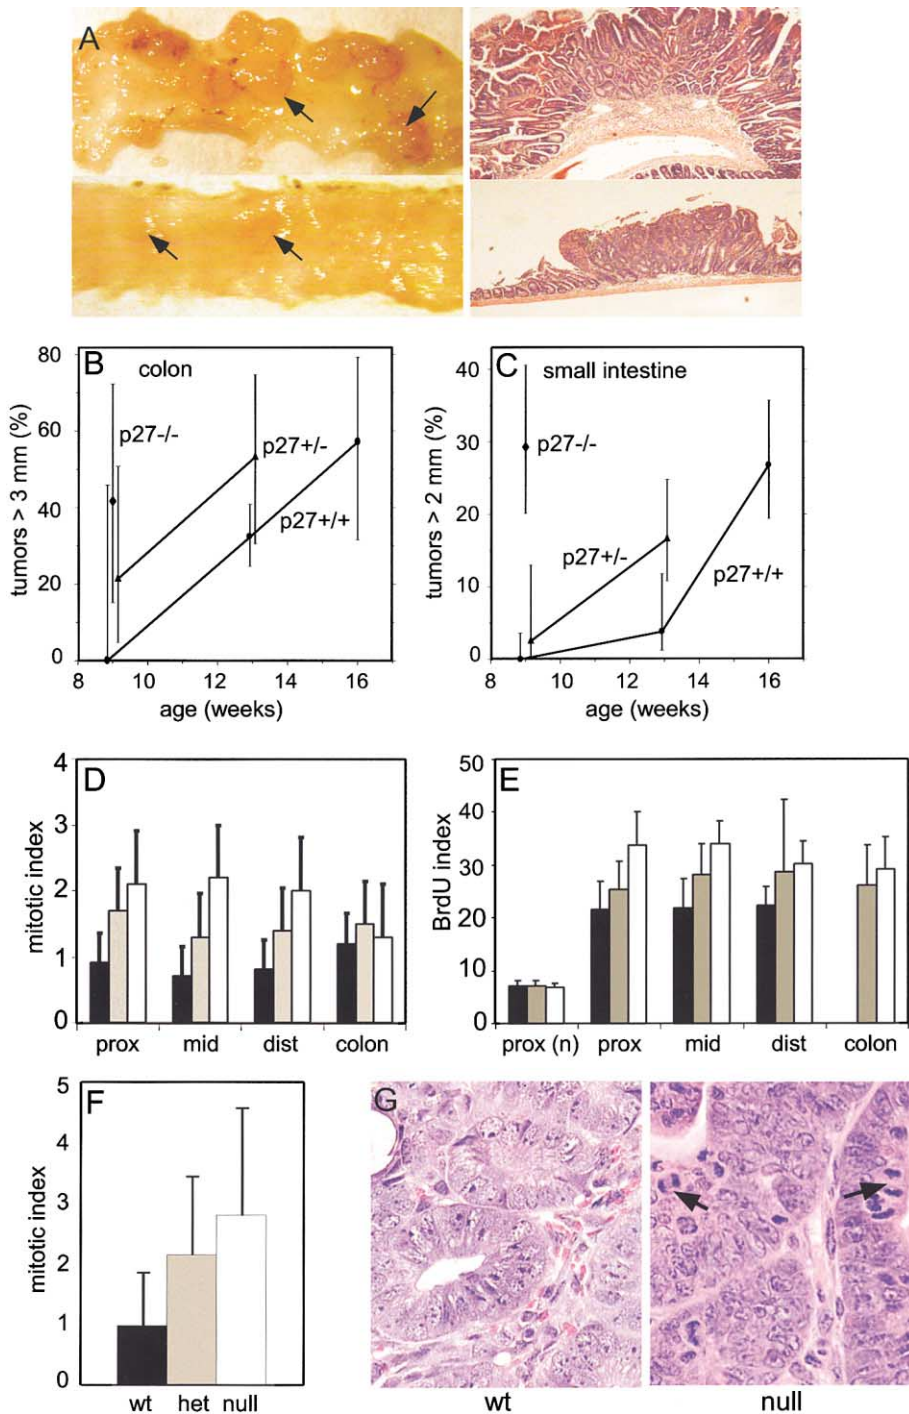 A
B
colon
tumors > 3 mm (%)
80
60
40
20
0
p27-/-
p27+/-
p27+/+
8 10 12 14 16
age (weeks)
C
small intestine
tumors > 2 mm (%)
40
30
20
10
0
p27-/-
p27+/-
p27+/+
8 10 12 14 16
age (weeks)
D
mitotic index
4
3
2
1
0
prox mid dist colon
E
BrdU index
50
40
30
20
10
0
prox (n) prox mid dist colon
F
mitotic index
5
4
3
2
1
0
wt het null
G
wt null